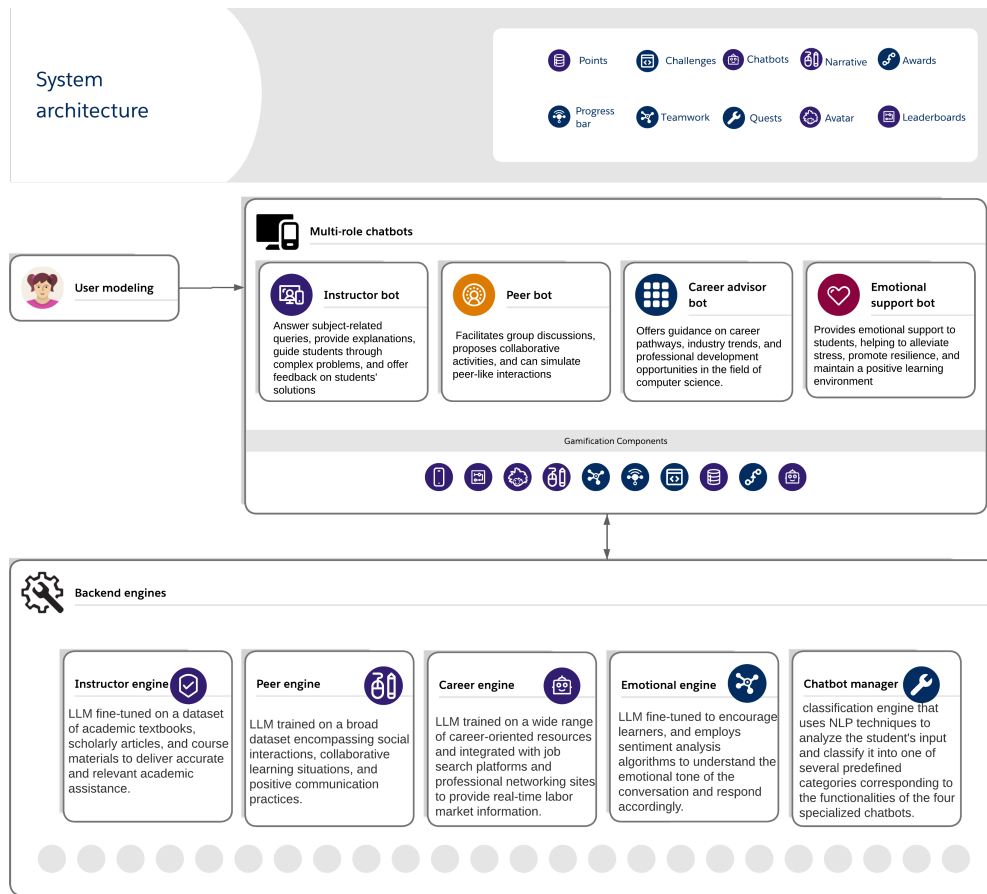 System
architecture
Points
Challenges
Chatbots
Narrative
Awards
Progress
bar
Teamwork
Quests
Avatar
Leaderboards
Multi-role chatbots
User modeling
Instructor bot
Answer subject-related
queries, provide explanations,
guide students through
complex problems, and offer
feedback on students'
solutions
Peer bot
Facilitates group discussions,
proposes collaborative
activities, and can simulate
peer-like interactions
Career advisor
bot
Offers guidance on career
pathways, industry trends, and
professional development
opportunities in the field of
computer science.
Emotional
support bot
Provides emotional support to
students, helping to alleviate
stress, promote resilience, and
maintain a positive learning
environment
Gamification Components
Backend engines
Instructor engine
LLM fine-tuned on a dataset
of academic textbooks,
scholarly articles, and course
materials to deliver accurate
and relevant academic
assistance.
Peer engine
LLM trained on a broad
dataset encompassing social
interactions, collaborative
learning situations, and
positive communication
practices.
Career engine
LLM trained on a wide range
of career-oriented resources
and integrated with job
search platforms and
professional networking sites
to provide real-time labor
market information.
Emotional engine
LLM fine-tuned to encourage
learners, and employs
sentiment analysis
algorithms to understand the
emotional tone of the
conversation and respond
accordingly.
Chatbot manager
classification engine that
uses NLP techniques to
analyze the student's input
and classify it into one of
several predefined
categories corresponding to
the functionalities of the four
specialized chatbots.